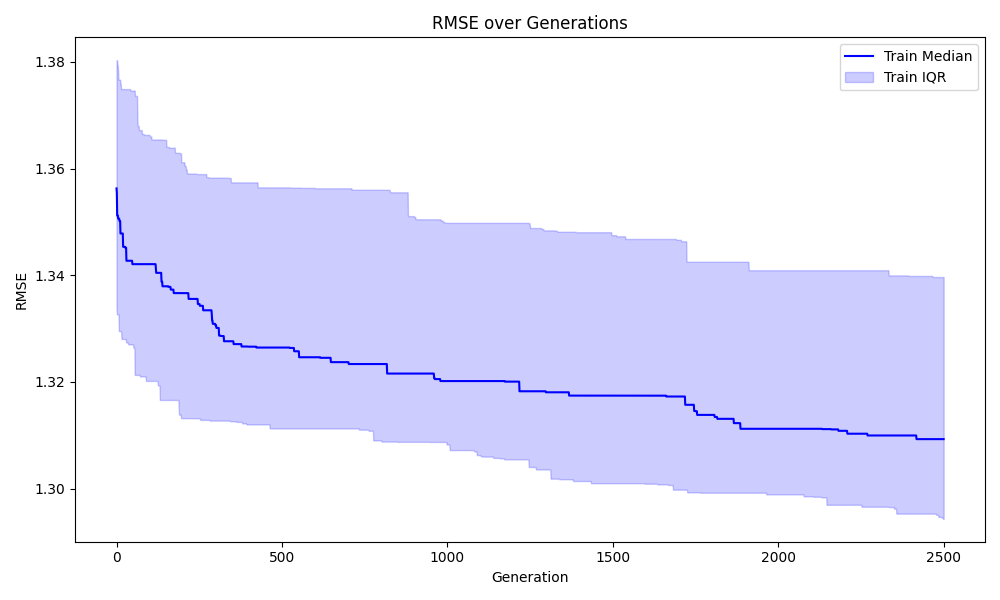 RMSE over Generations
Train Median
Train IQR
RMSE
1.38
1.36
1.34
1.32
1.30
0 500 1000 1500 2000 2500
Generation